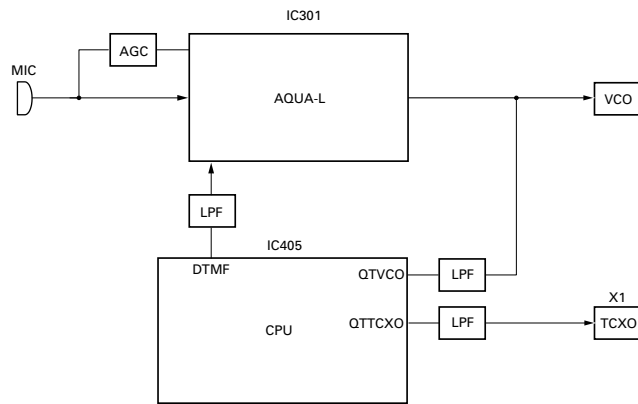 IC301
AGC
MIC
AQUA-L
VCO
LPF
IC405
DTMF
QTVCO
LPF
X1
QTTCXO
LPF
TCXO
CPU